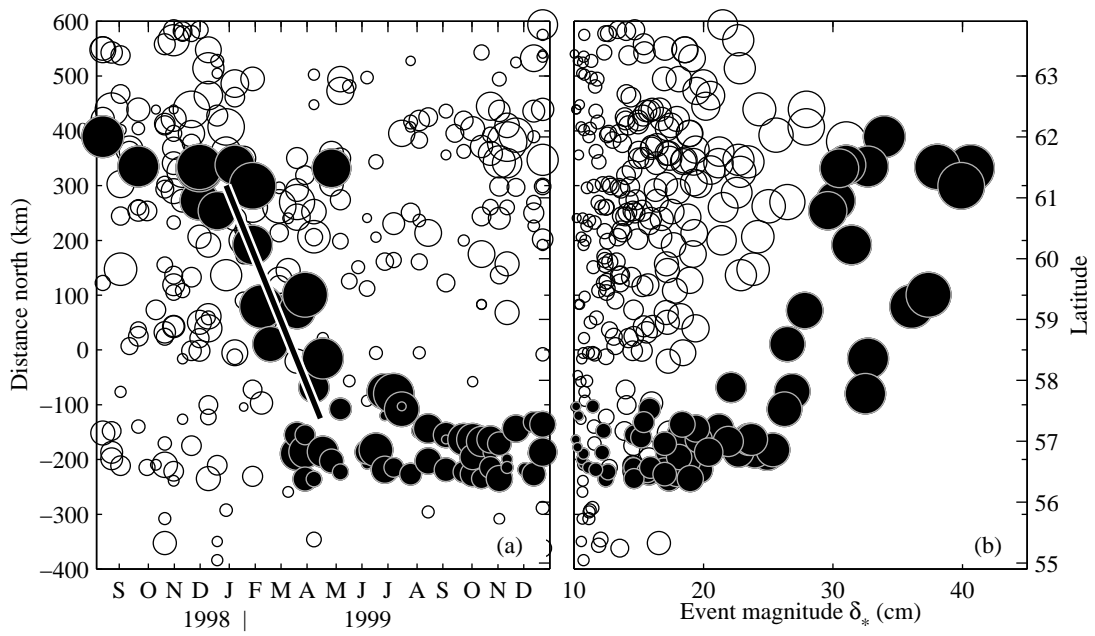 600
500
400
300
200
100
0
−100
−200
−300
−400
Distance north (km)
S O N D J F M A M J J A S O N D
1998 | 1999
(a)
10 20 30 40
Event magnitude δ* (cm)
(b)
63
62
61
60
59
58
57
56
55
Latitude